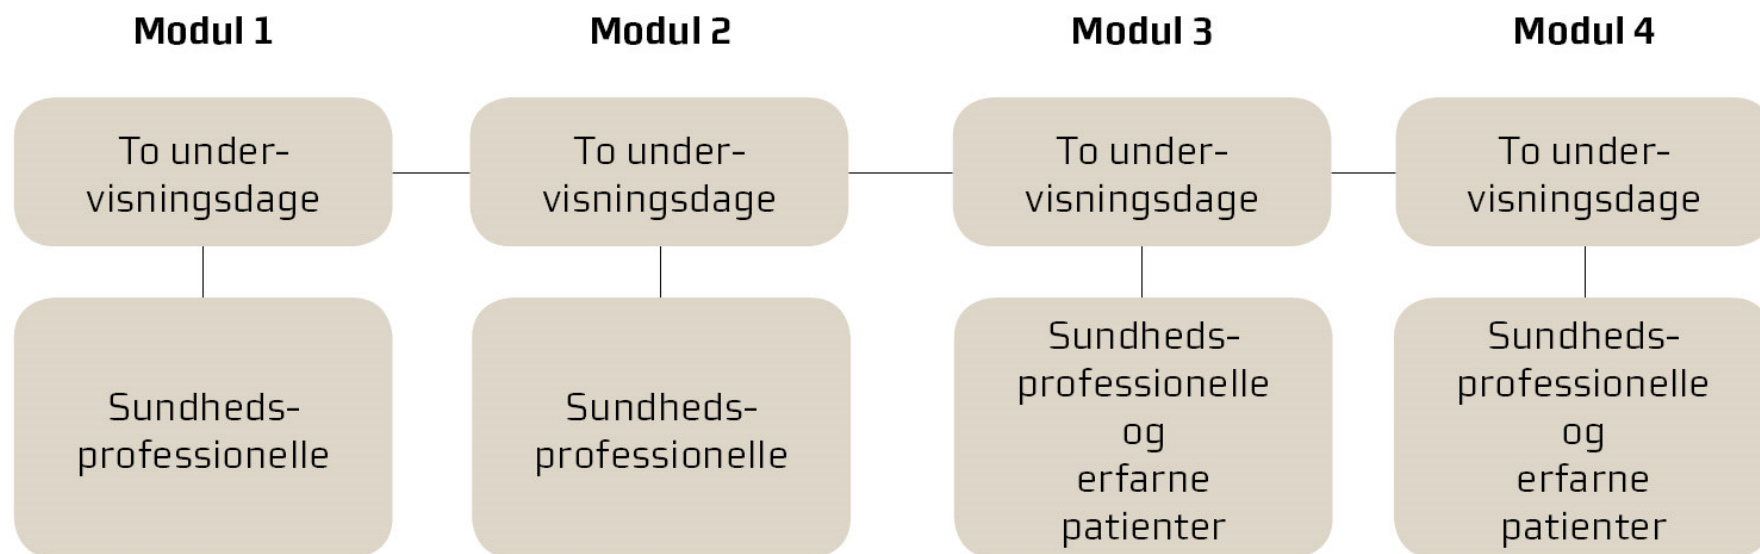 Modul 1
Modul 2
Modul 3
Modul 4
To under-
visningsdage
To under-
visningsdage
To under-
visningsdage
To under-
visningsdage
Sundheds-
professionelle
Sundheds-
professionelle
Sundheds-
professionelle
og
erfarne
patienter
Sundheds-
professionelle
og
erfarne
patienter